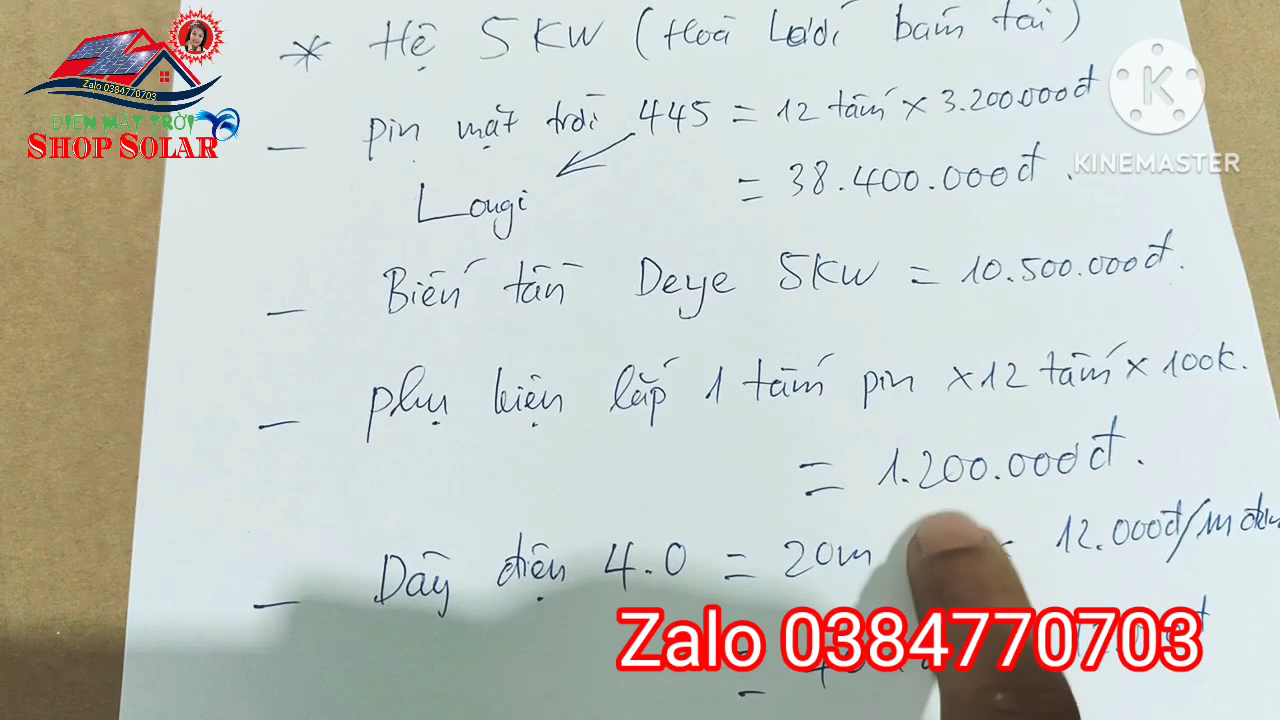 * Hệ 5KW (Hoà Lưới bám tải)
- pin mặt trời 445 = 12 tấm x 3.200.000đ
= 38.400.000đ.
Longi
- Biến tần Deye 5KW = 10.500.000đ.
- phụ kiện lắp 1 tấm pin x 12 tấm x 100k.
= 1.200.000đ.
- Dây điện 4.0 = 20m = 12.000đ/m
Zalo 0384770703
Zalo 0384770703
ĐIỆN MẶT TRỜI
SHOP SOLAR
K
KINEMASTER